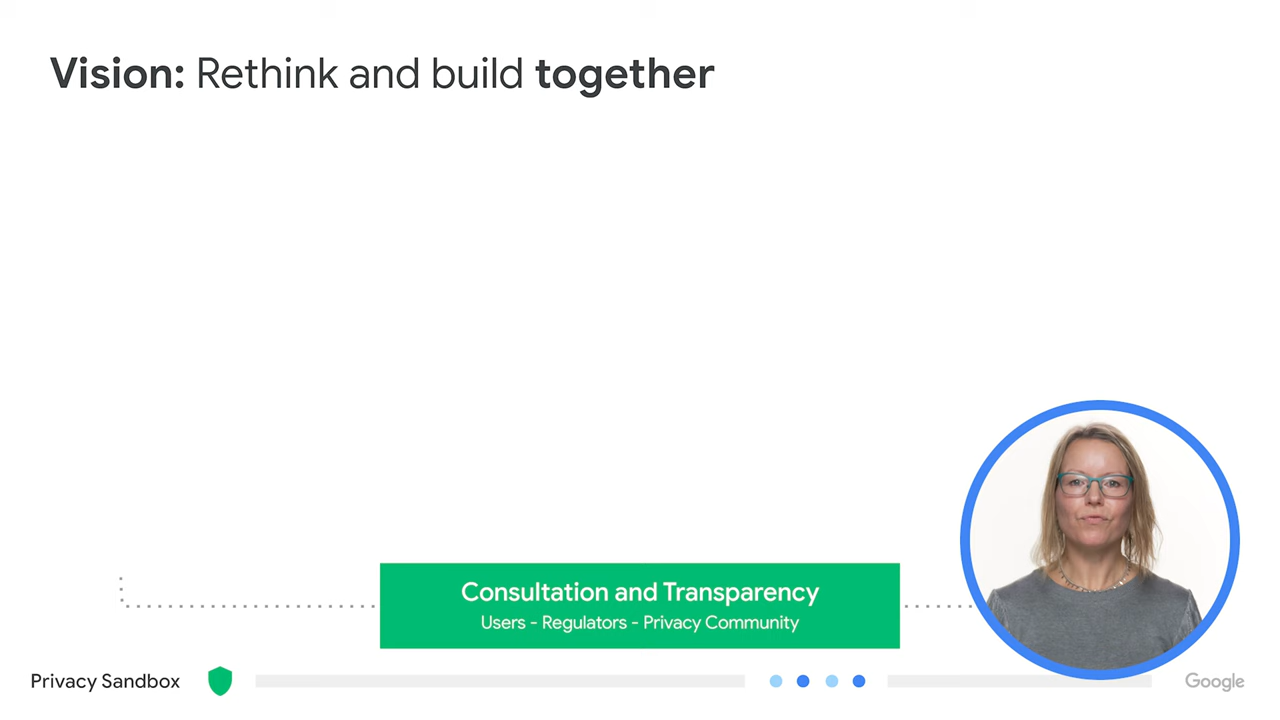 Vision: Rethink and build together
Consultation and Transparency
Users - Regulators - Privacy Community
Privacy Sandbox
Google